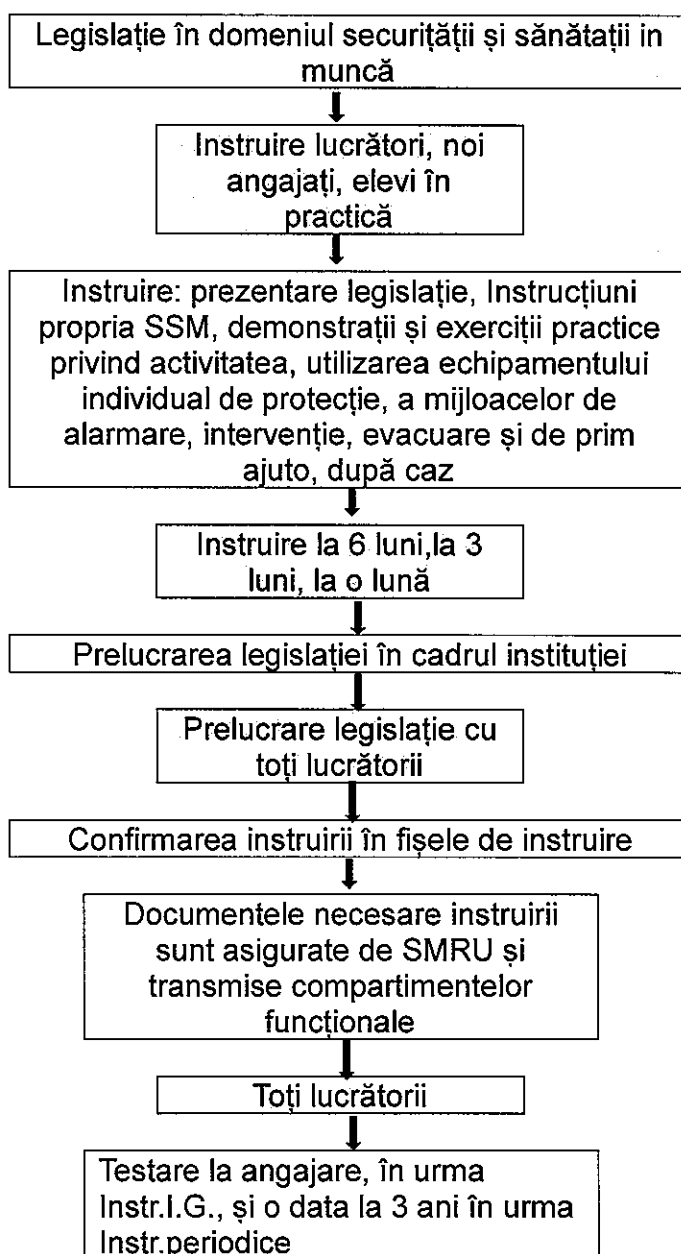 Legislație în domeniul securității și sănătații in
muncă
Instruire lucrători, noi
angajați, elevi în
practică
Instruire: prezentare legislație, Instrucțiuni
propria SSM, demonstrații și exerciții practice
privind activitatea, utilizarea echipamentului
individual de protecție, a mijloacelor de
alarmare, intervenție, evacuare și de prim
ajuto, după caz
Instruire la 6 luni,la 3
luni, la o lună
Prelucrarea legislației în cadrul instituției
Prelucrare legislație cu
toți lucrătorii
Confirmarea instruirii în fișele de instruire
Documentele necesare instruirii
sunt asigurate de SMRU și
transmise compartimentelor
funcționale
Toți lucrătorii
Testare la angajare, în urma
Instr.I.G., și o data la 3 ani în urma
Instr.periodice